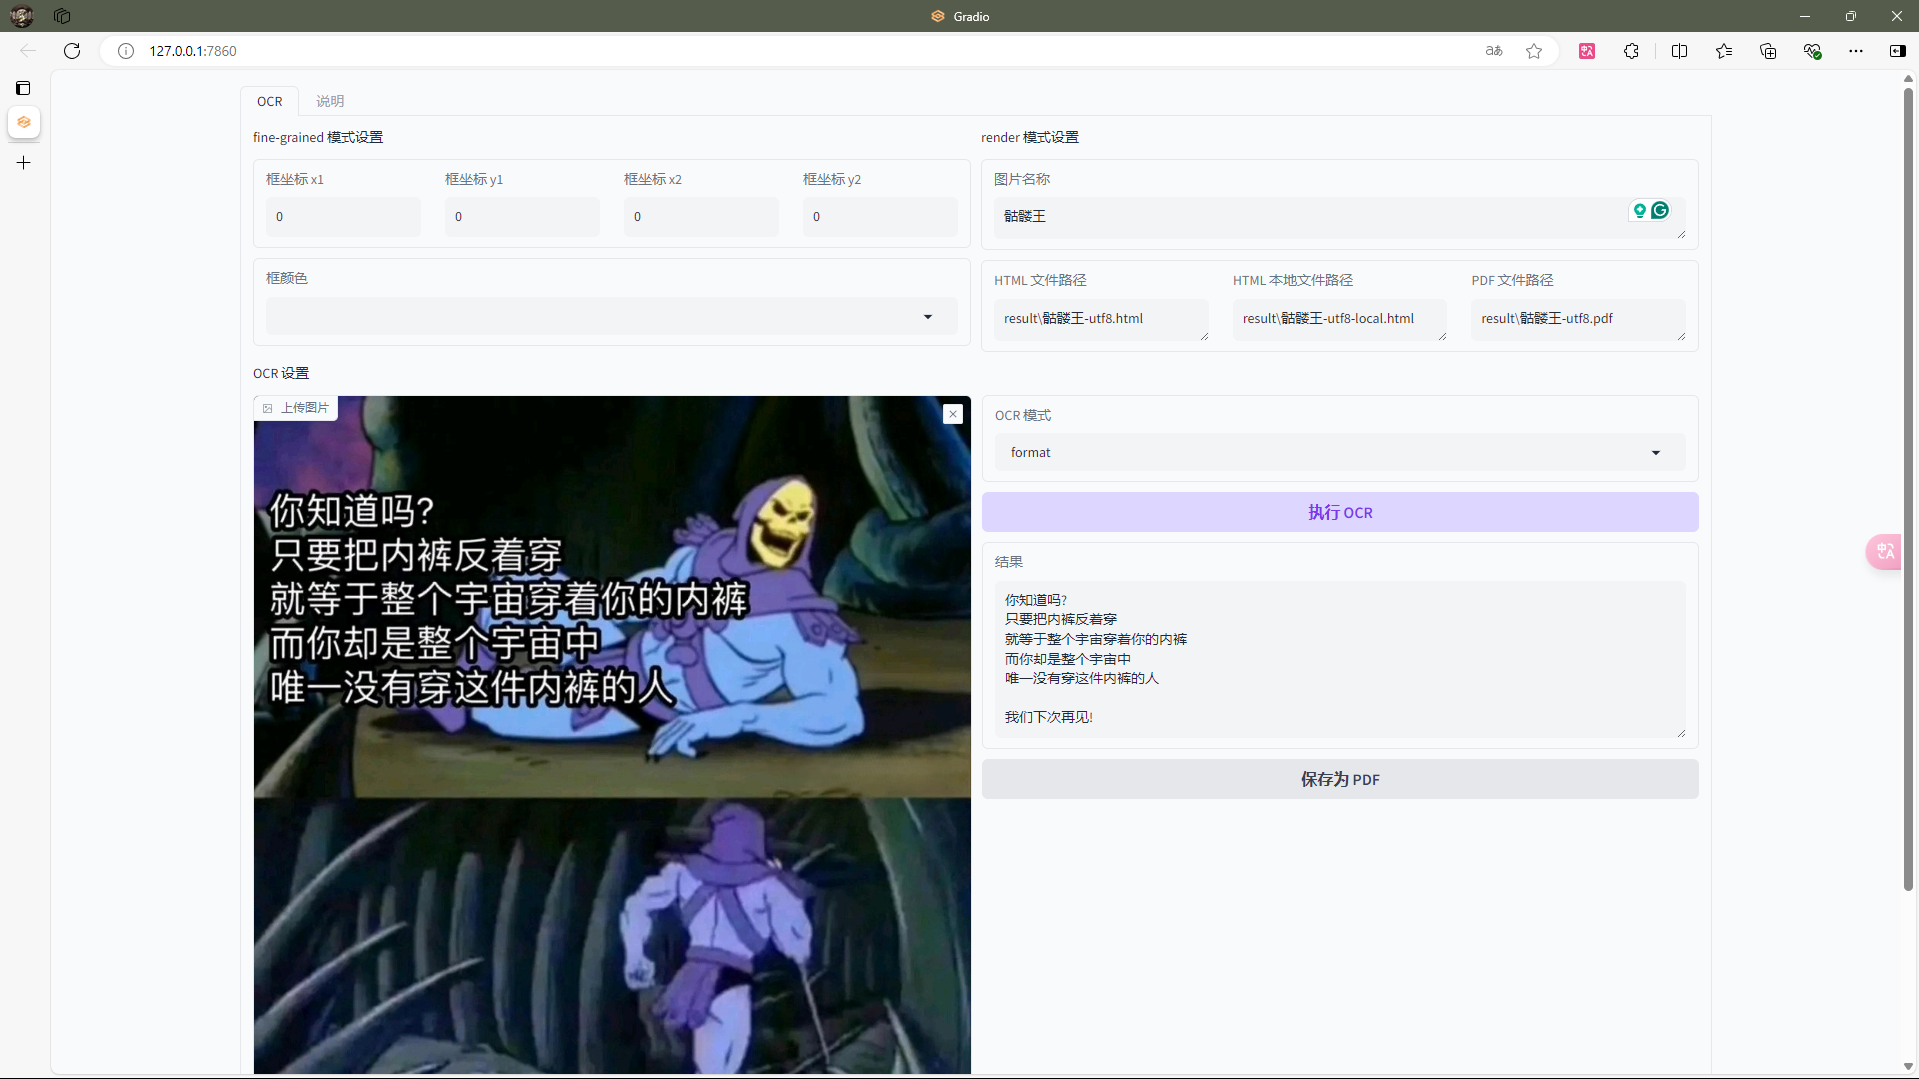 Gradio
127.0.0.1:7860
OCR
说明
fine-grained 模式设置
框坐标 x1
框坐标 y1
框坐标 x2
框坐标 y2
0
0
0
0
框颜色
render 模式设置
图片名称
骷髅王
HTML 文件路径
HTML 本地文件路径
PDF 文件路径
result\骷髅王-utf8.html
result\骷髅王-utf8-local.html
result\骷髅王-utf8.pdf
OCR 设置
上传图片
你知道吗?
只要把内裤反着穿
就等于整个宇宙穿着你的内裤
而你却是整个宇宙中
唯一没有穿这件内裤的人
OCR 模式
format
执行 OCR
结果
你知道吗?
只要把内裤反着穿
就等于整个宇宙穿着你的内裤
而你却是整个宇宙中
唯一没有穿这件内裤的人
我们下次再见!
保存为 PDF